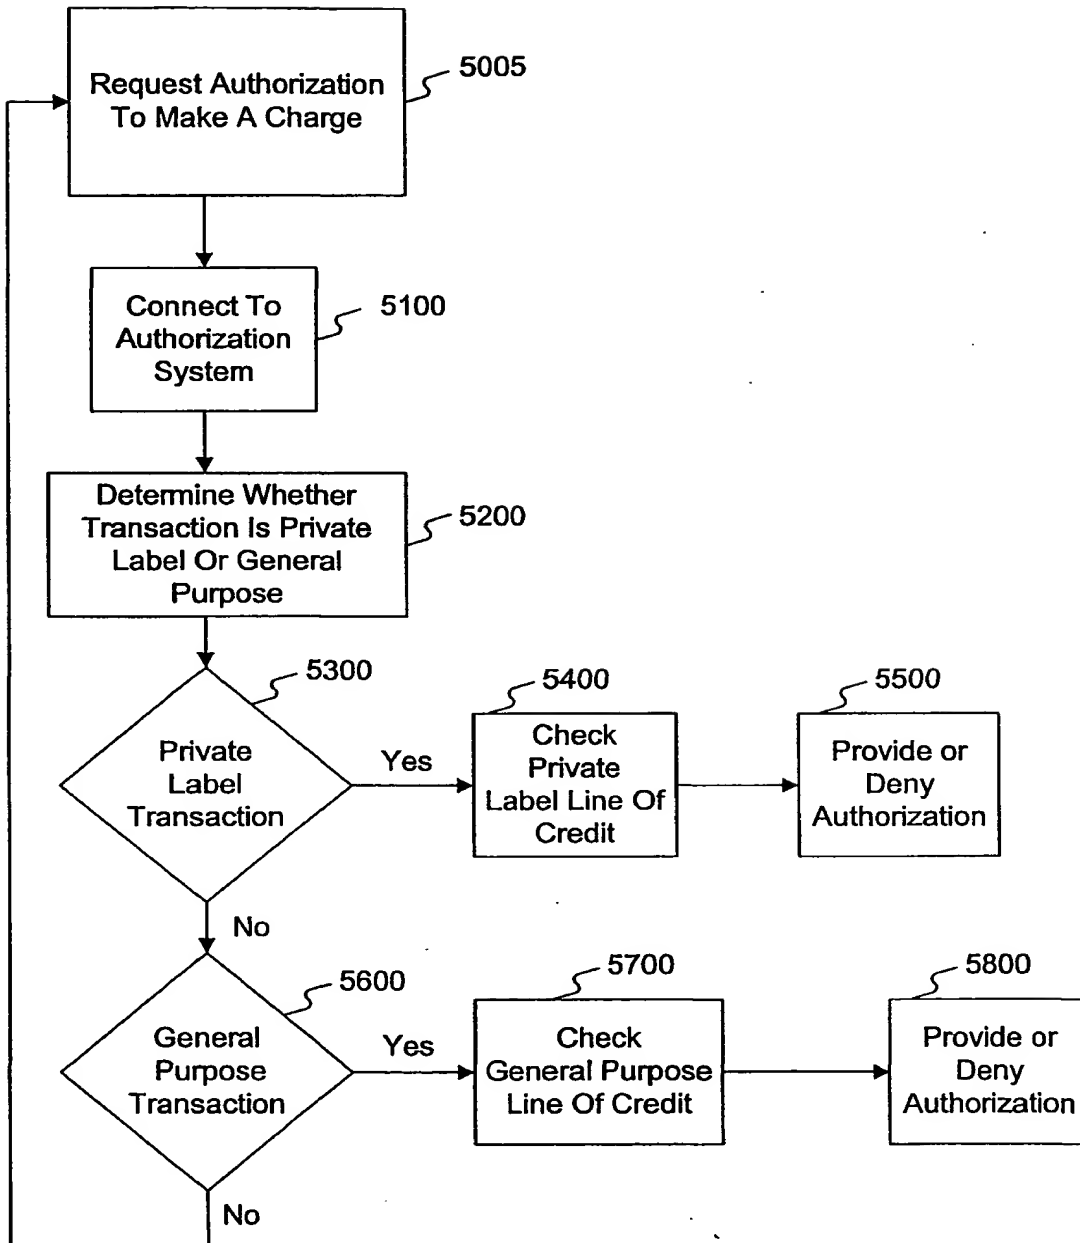 Request Authorization
To Make A Charge
5005
Connect To
Authorization
System
5100
Determine Whether
Transaction Is Private
Label Or General
Purpose
5200
5300
Private
Label
Transaction
Yes
5400
Check
Private
Label Line Of
Credit
5500
Provide or
Deny
Authorization
No
5600
General
Purpose
Transaction
Yes
5700
Check
General Purpose
Line Of Credit
5800
Provide or
Deny
Authorization
No